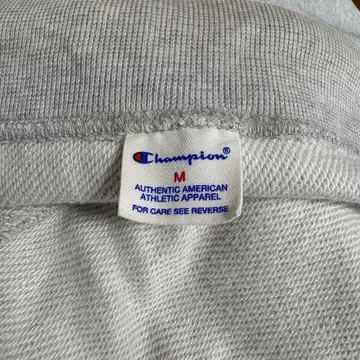 Champion®
M
AUTHENTIC AMERICAN
ATHLETIC APPAREL
FOR CARE SEE REVERSE